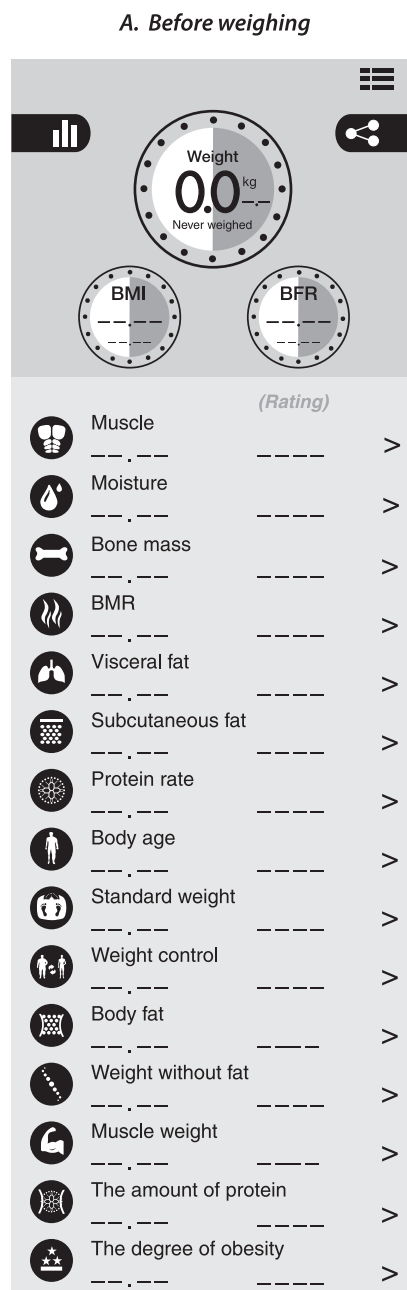 A. Before weighing
Weight
0.0 kg
--.--
Never weighed
BMI
--.--
--.--
BFR
--.--
--.--
(Rating)
Muscle
--.-- ---- >
Moisture
--.-- ---- >
Bone mass
--.-- ---- >
BMR
--.-- ---- >
Visceral fat
--.-- ---- >
Subcutaneous fat
--.-- ---- >
Protein rate
--.-- ---- >
Body age
--.-- ---- >
Standard weight
--.-- ---- >
Weight control
--.-- ---- >
Body fat
--.-- ---- >
Weight without fat
--.-- ---- >
Muscle weight
--.-- ---- >
The amount of protein
--.-- ---- >
The degree of obesity
--.-- ---- >